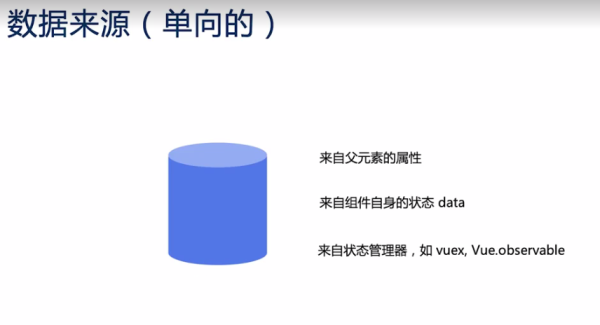 数据来源（单向的）
来自父元素的属性
来自组件自身的状态 data
来自状态管理器，如 vuex, Vue.observable